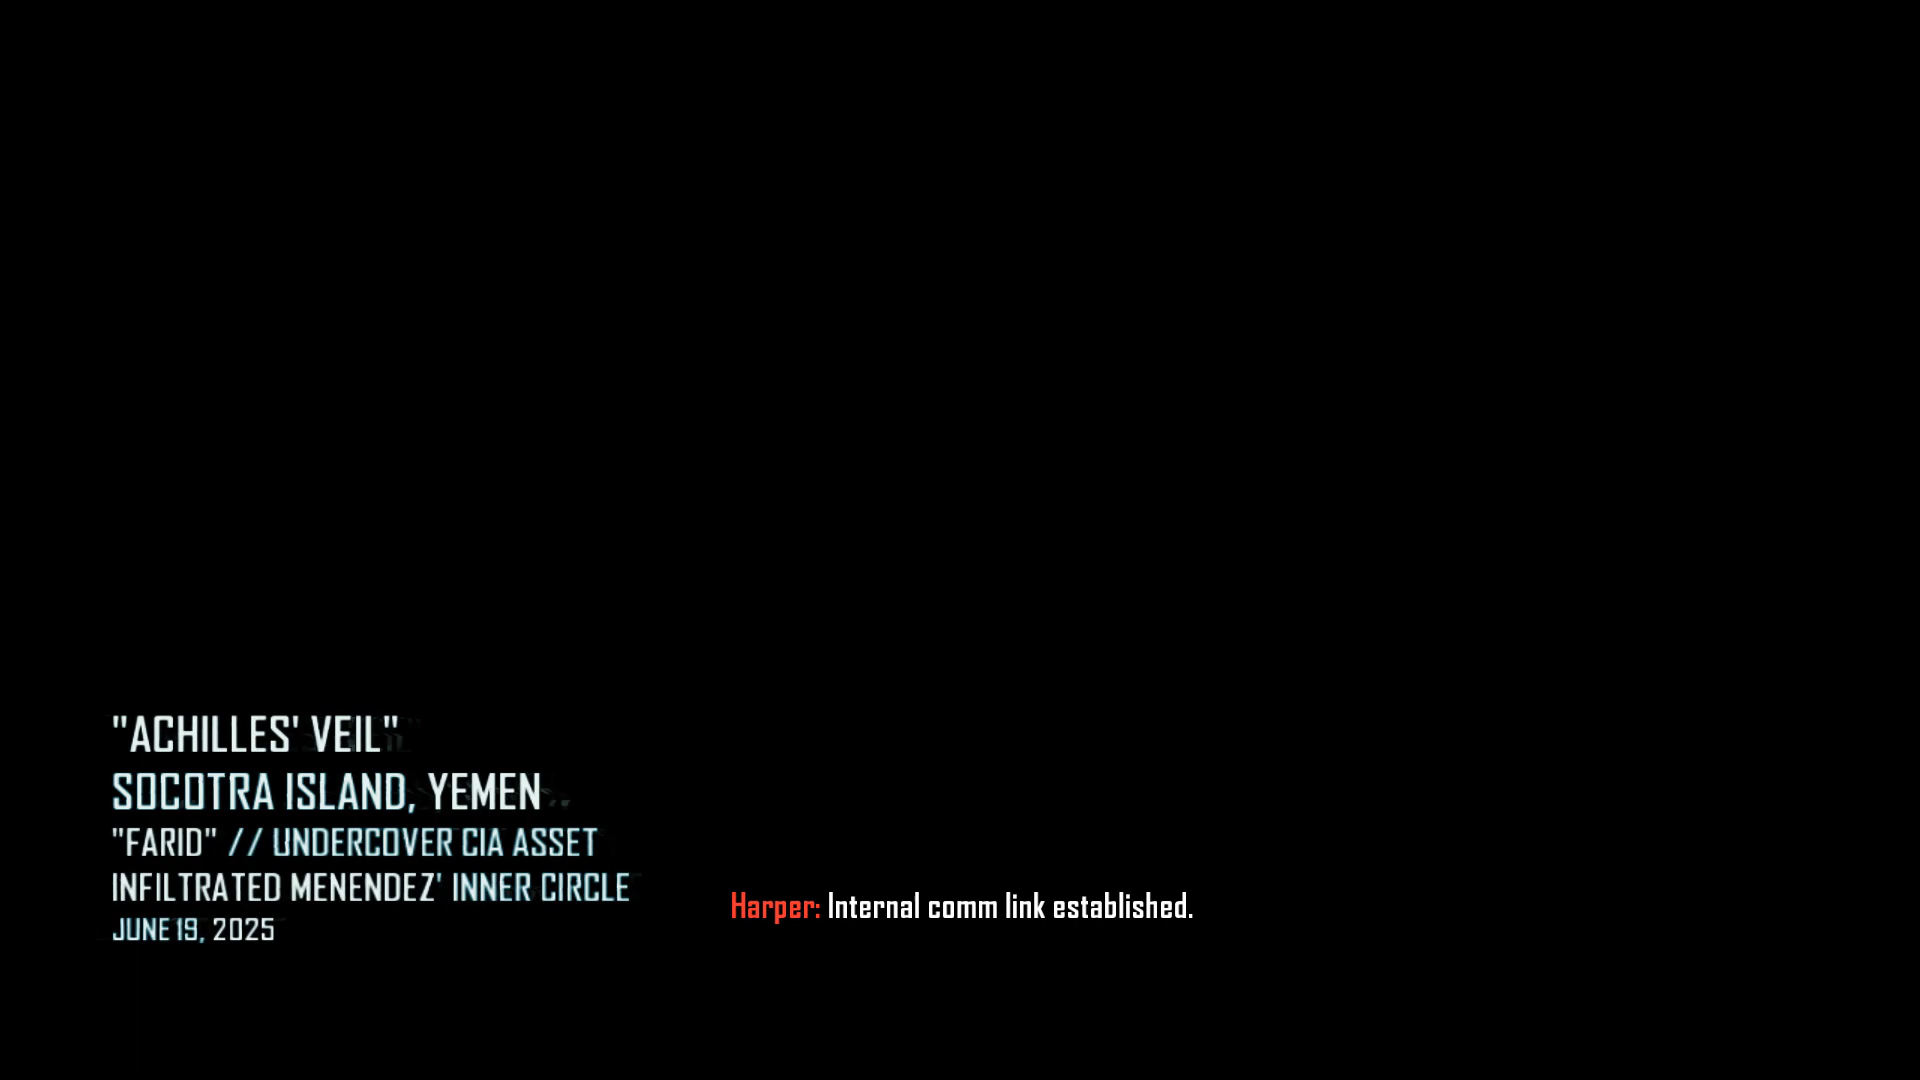 "ACHILLES' VEIL"
SOCOTRA ISLAND, YEMEN
"FARID" // UNDERCOVER CIA ASSET
INFILTRATED MENENDEZ' INNER CIRCLE
JUNE 19, 2025
Harper: Internal comm link established.